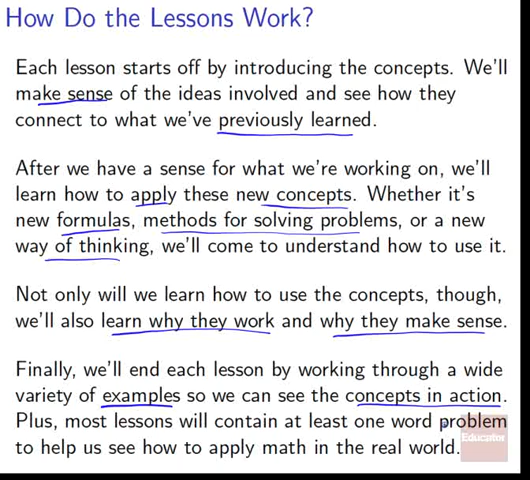 How Do the Lessons Work?
Each lesson starts off by introducing the concepts. We'll
make sense of the ideas involved and see how they
connect to what we've previously learned.
After we have a sense for what we're working on, we'll
learn how to apply these new concepts. Whether it's
new formulas, methods for solving problems, or a new
way of thinking, we'll come to understand how to use it.
Not only will we learn how to use the concepts, though,
we'll also learn why they work and why they make sense.
Finally, we'll end each lesson by working through a wide
variety of examples so we can see the concepts in action.
Plus, most lessons will contain at least one word problem
to help us see how to apply math in the real world.
Educator